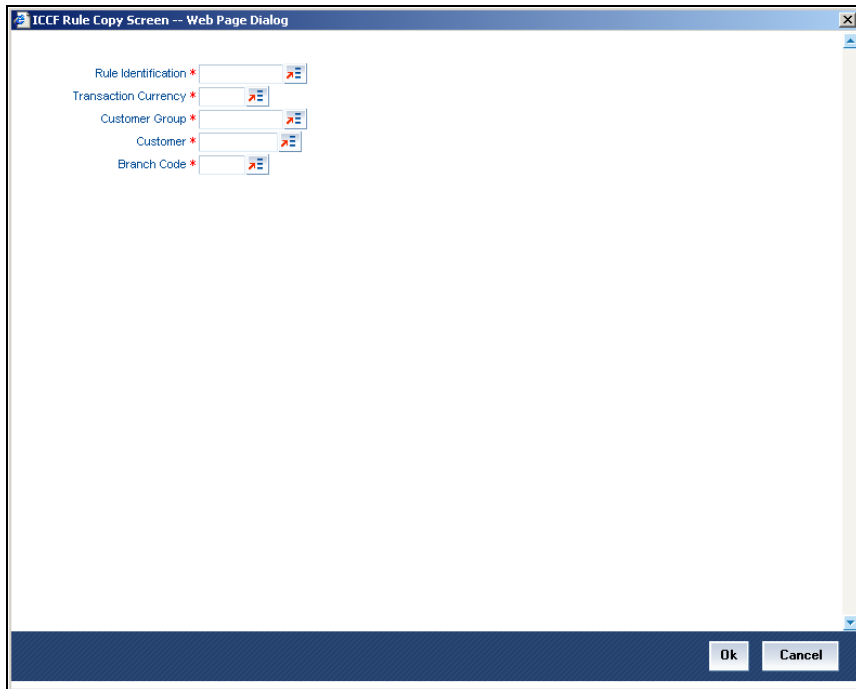 ICCF Rule Copy Screen -- Web Page Dialog
Rule Identification *
Transaction Currency *
Customer Group *
Customer *
Branch Code *
Ok Cancel